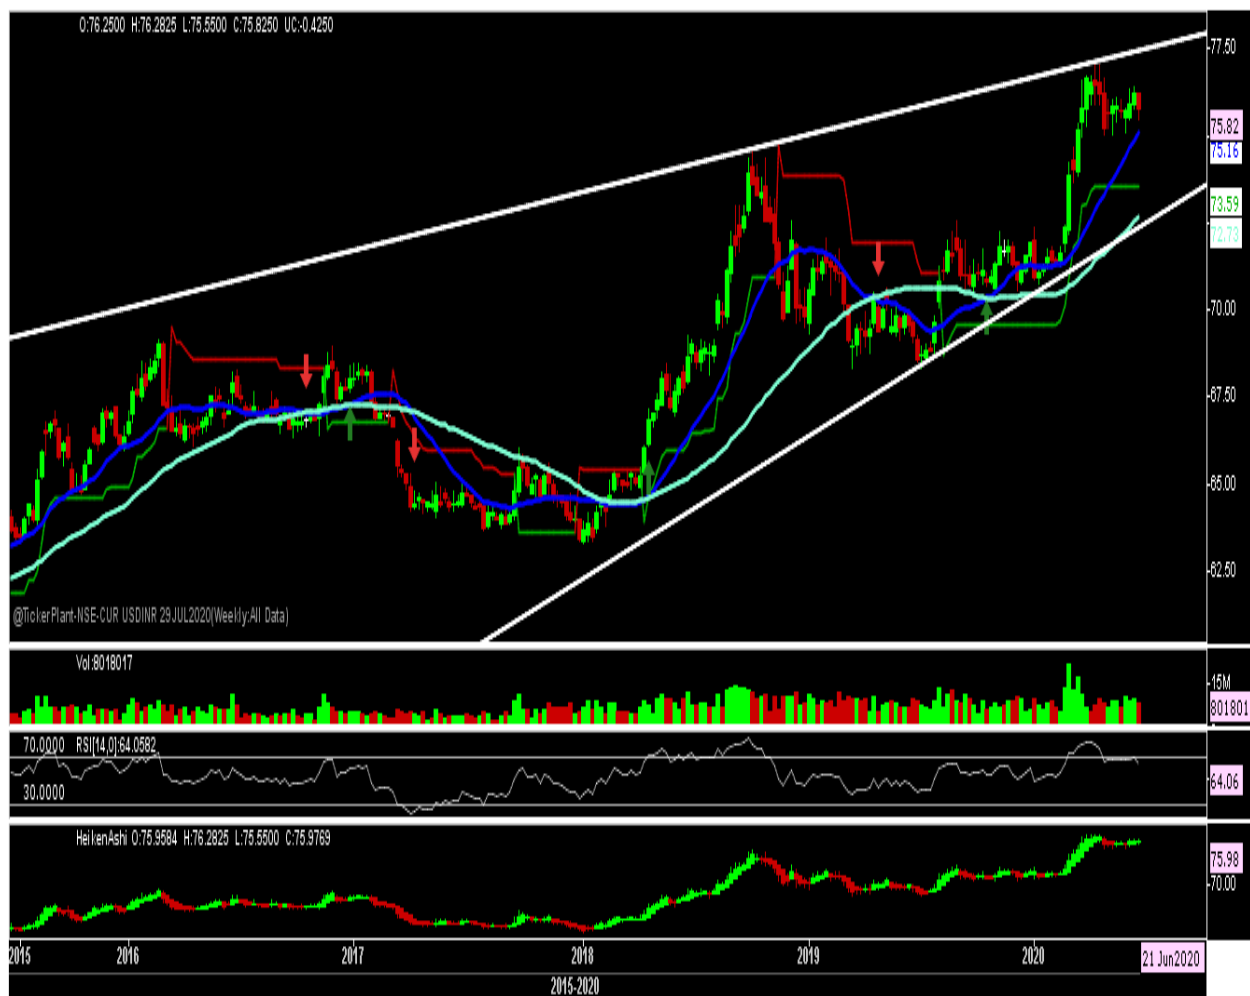 O:76.2500 H:76.2825 L:75.5500 C:75.8250 UC:-0.4250
77.50
75.82
75.16
73.59
72.73
70.00
67.50
65.00
62.50
@TickerPlant-NSE-CUR USDINR 29JUL2020(Weekly:All Data)
Vol:8018017
15M
801801
70.0000 RSI[14,0]:64.0582
30.0000
64.06
HeikenAshi O:75.9584 H:76.2825 L:75.5500 C:75.9769
75.98
70.00
2015 2016 2017 2018 2019 2020 21 Jun2020
2015-2020